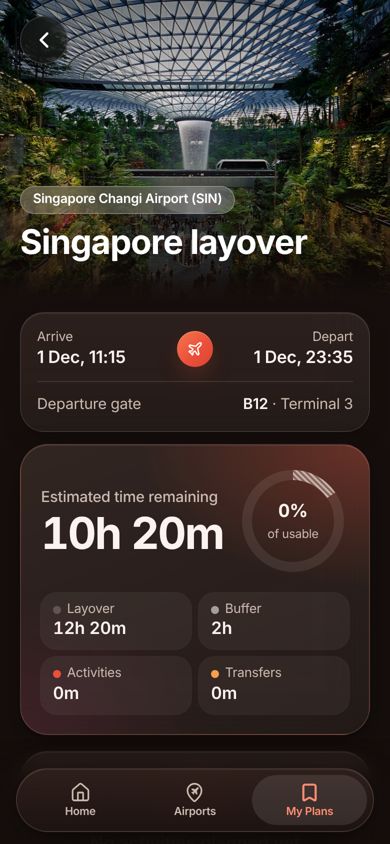 Singapore Changi Airport (SIN)
Singapore layover
Arrive
Depart
1 Dec, 11:15
1 Dec, 23:35
Departure gate
B12 · Terminal 3
Estimated time remaining
10h 20m
0%
of usable
Layover
12h 20m
Buffer
2h
Activities
0m
Transfers
0m
Home
Airports
My Plans